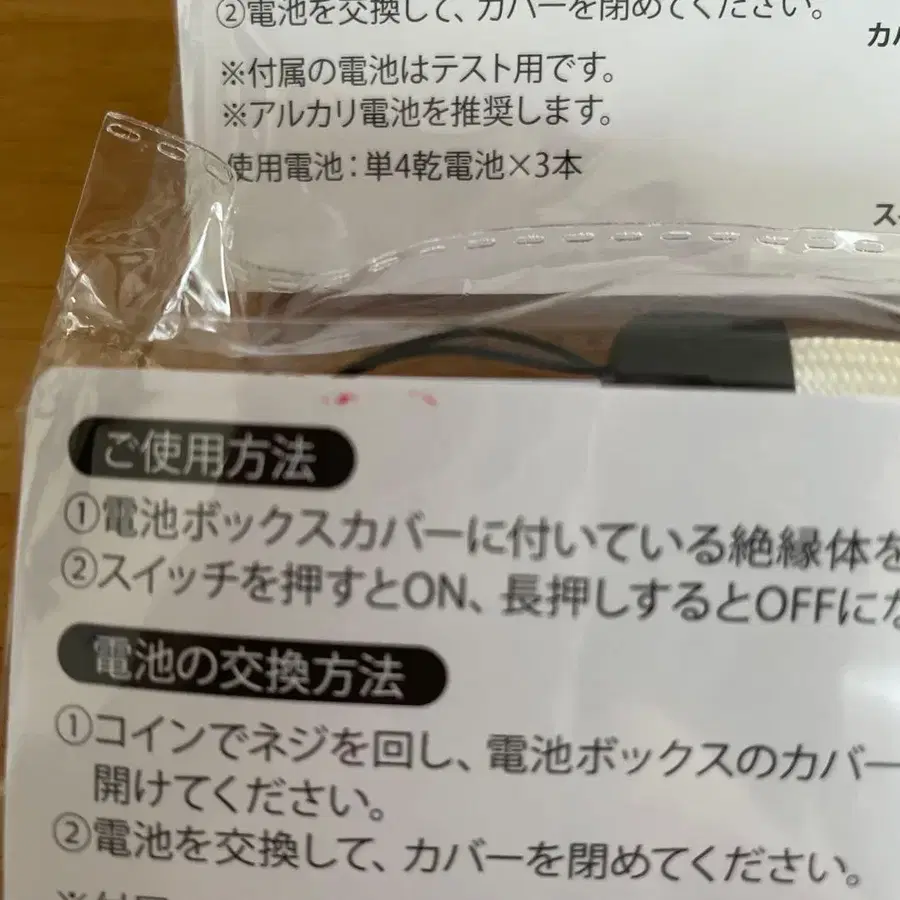 ②電池を交換して、カバーを閉めてください。
カバ
※付属の電池はテスト用です。
※アルカリ電池を推奨します。
使用電池：単4乾電池×3本
ス
ご使用方法
①電池ボックスカバーに付いている絶縁体を
②スイッチを押すとON、長押しするとOFFにな
電池の交換方法
①コインでネジを回し、電池ボックスのカバー
開けてください。
②電池を交換して、カバーを閉めてください。
※付属